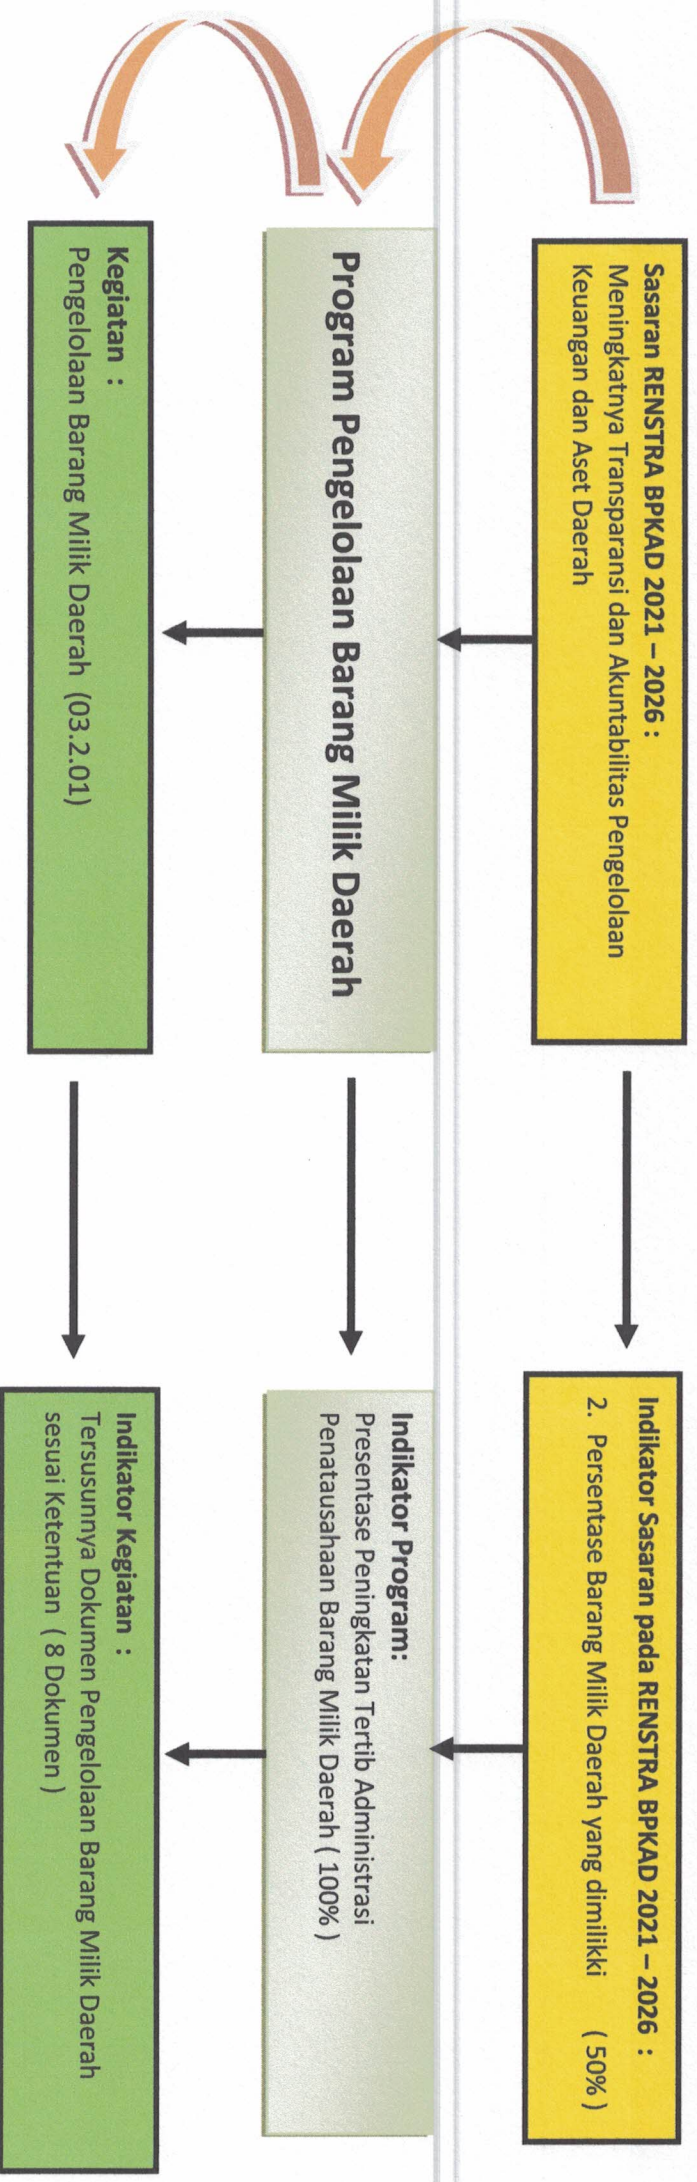 Sasaran RENSTRA BPKAD 2021 – 2026 :
Meningkatnya Transparansi dan Akuntabilitas Pengelolaan
Keuangan dan Aset Daerah
Indikator Sasaran pada RENSTRA BPKAD 2021 – 2026 :
2. Persentase Barang Milik Daerah yang dimilikki ( 50% )
Program Pengelolaan Barang Milik Daerah
Indikator Program:
Presentase Peningkatan Tertib Administrasi
Penatausahaan Barang Milik Daerah ( 100% )
Kegiatan :
Pengelolaan Barang Milik Daerah (03.2.01)
Indikator Kegiatan :
Tersusunnya Dokumen Pengelolaan Barang Milik Daerah
sesuai Ketentuan ( 8 Dokumen )